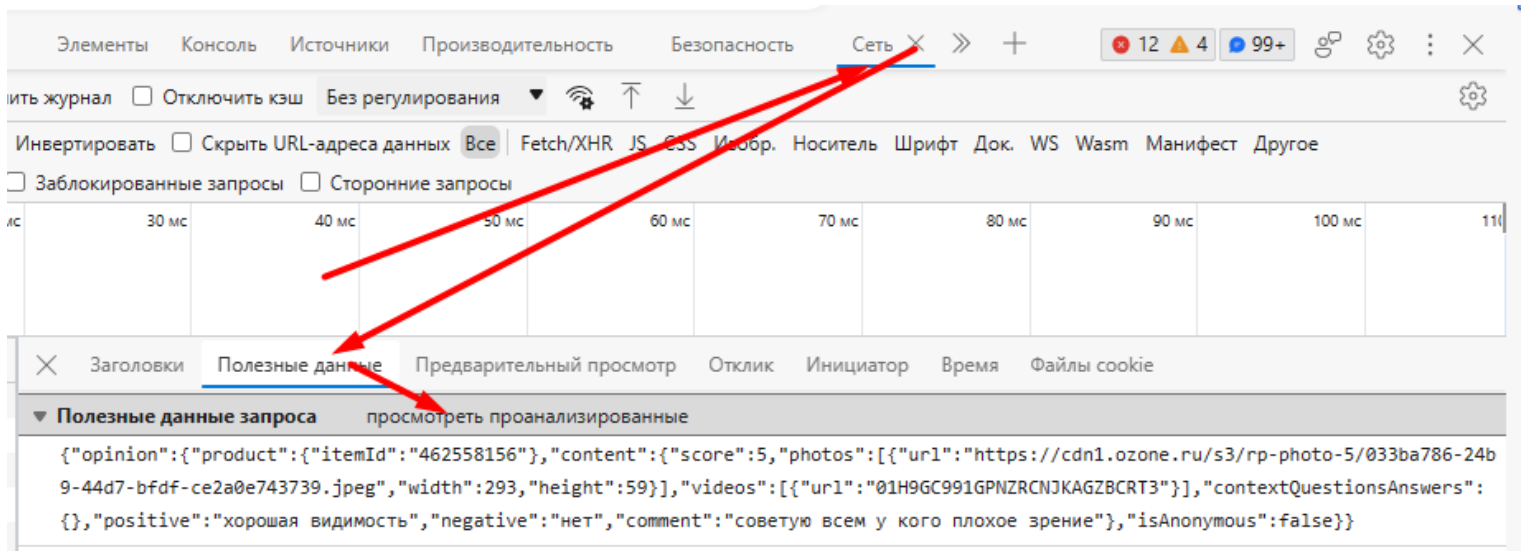 Элементы Консоль Источники Производительность Безопасность Сеть 12 4 99+
ить журнал Отключить кэш Без регулирования
Инвертировать Скрыть URL-адреса данных Все Fetch/XHR JS CSS Изобр. Носитель Шрифт Док. WS Wasm Манифест Другое
Заблокированные запросы Сторонние запросы
мс 30 мс 40 мс 50 мс 60 мс 70 мс 80 мс 90 мс 100 мс 110
Заголовки Полезные данные Предварительный просмотр Отклик Инициатор Время Файлы cookie
Полезные данные запроса просмотреть проанализированные
{"opinion":{"product":{"itemId":"462558156"},"content":{"score":5,"photos":[{"url":"https://cdn1.ozone.ru/s3/rp-photo-5/033ba786-24b
9-44d7-bfdf-ce2a0e743739.jpeg","width":293,"height":59}],"videos":[{"url":"01H9GC991GPNZRCNJKAGZBCRT3"}],"contextQuestionsAnswers":
{},"positive":"хорошая видимость","negative":"нет","comment":"советую всем у кого плохое зрение"},"isAnonymous":false}}